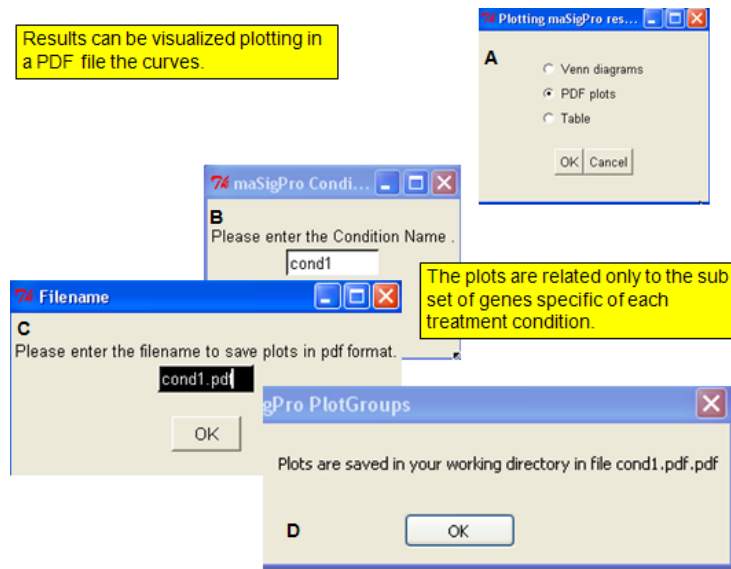 Results can be visualized plotting in
a PDF file the curves.
Plotting maSigPro res...
A
Venn diagrams
PDF plots
Table
OK Cancel
maSigPro Condi...
B
Please enter the Condition Name .
cond1
The plots are related only to the sub
set of genes specific of each
treatment condition.
Filename
C
Please enter the filename to save plots in pdf format.
cond1.pdf
OK
gPro PlotGroups
Plots are saved in your working directory in file cond1.pdf.pdf
D
OK